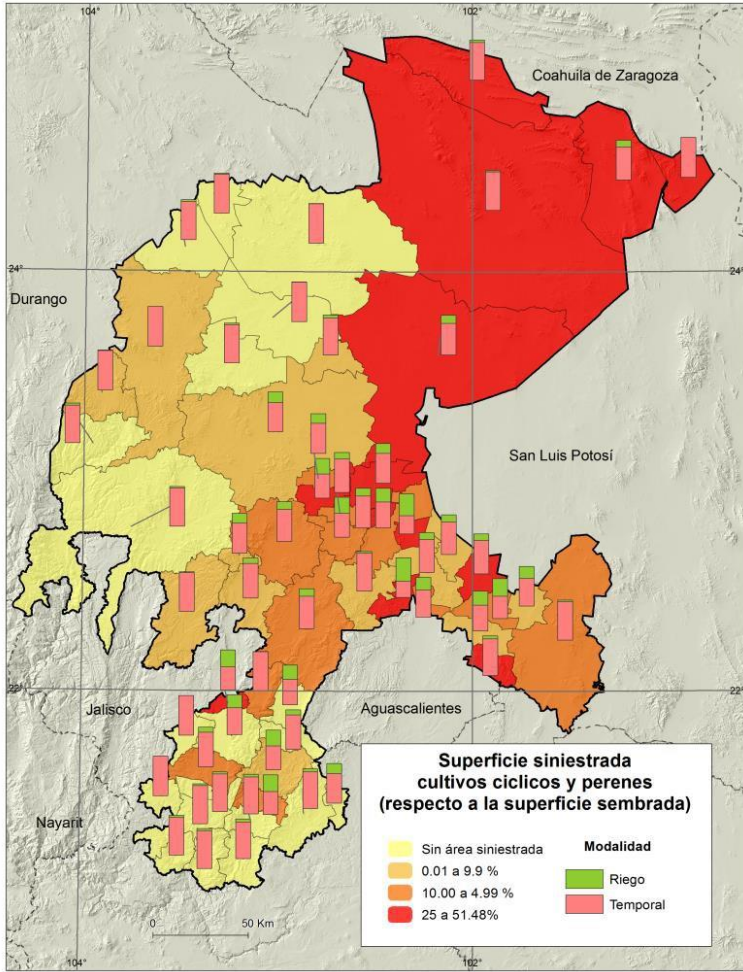 104°
102°
Coahuila de Zaragoza
24°
24°
Durango
San Luis Potosí
22°
22°
Jalisco
Aguascalientes
Nayarit
Superficie siniestrada
cultivos ciclicos y perenes
(respecto a la superficie sembrada)
Sin área siniestrada
0.01 a 9.9 %
10.00 a 4.99 %
25 a 51.48%
Modalidad
Riego
Temporal
0
50 Km
104°
102°